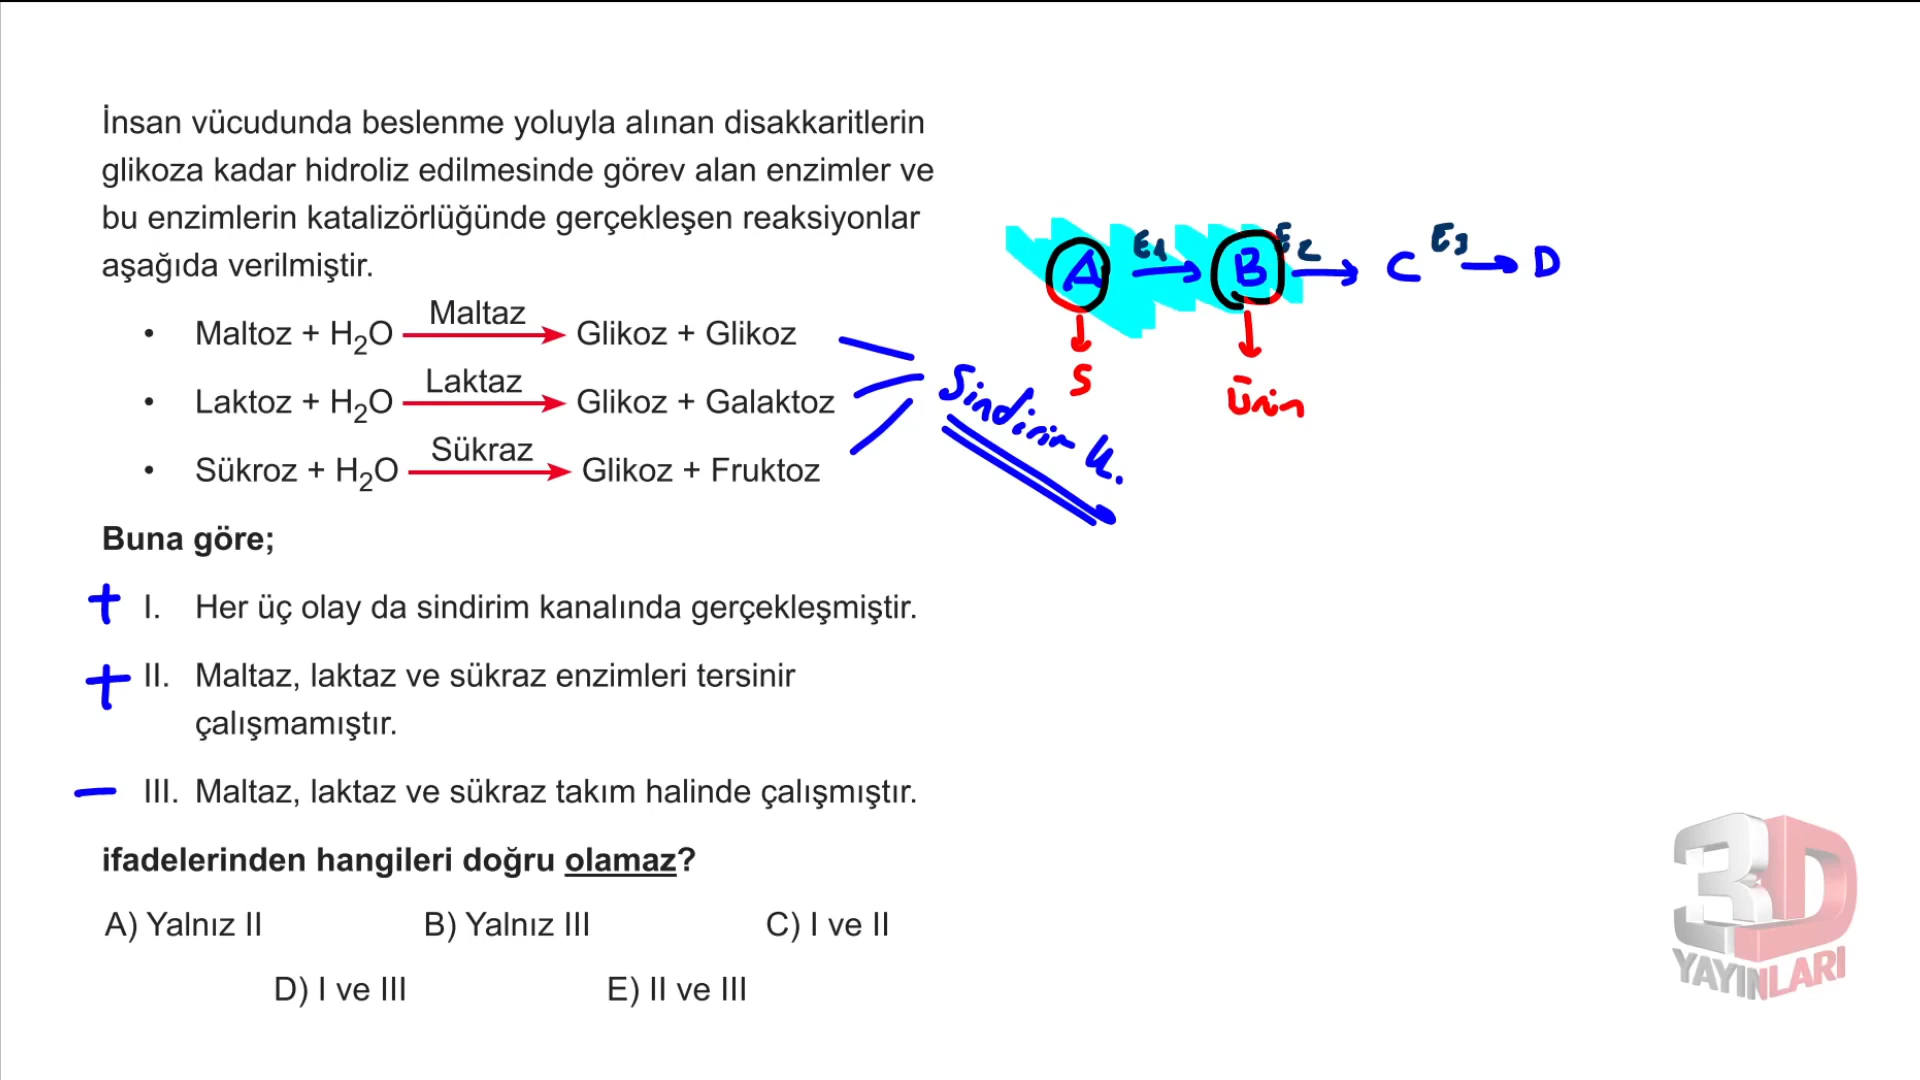 İnsan vücudunda beslenme yoluyla alınan disakkaritlerin
glikoza kadar hidroliz edilmesinde görev alan enzimler ve
bu enzimlerin katalizörlüğünde gerçekleşen reaksiyonlar
aşağıda verilmiştir.
Maltaz
• Maltoz + H₂O → Glikoz + Glikoz
Laktaz
• Laktoz + H₂O → Glikoz + Galaktoz
Sükraz
• Sükroz + H₂O → Glikoz + Fruktoz
Sindirim K.
E1 E2 E3
A → B → C → D
S
Ürün
Buna göre;
+ I. Her üç olay da sindirim kanalında gerçekleşmiştir.
+ II. Maltaz, laktaz ve sükraz enzimleri tersinir
çalışmamıştır.
— III. Maltaz, laktaz ve sükraz takım halinde çalışmıştır.
ifadelerinden hangileri doğru olamaz?
A) Yalnız II B) Yalnız III C) I ve II
D) I ve III E) II ve III
3D
YAYINLARI